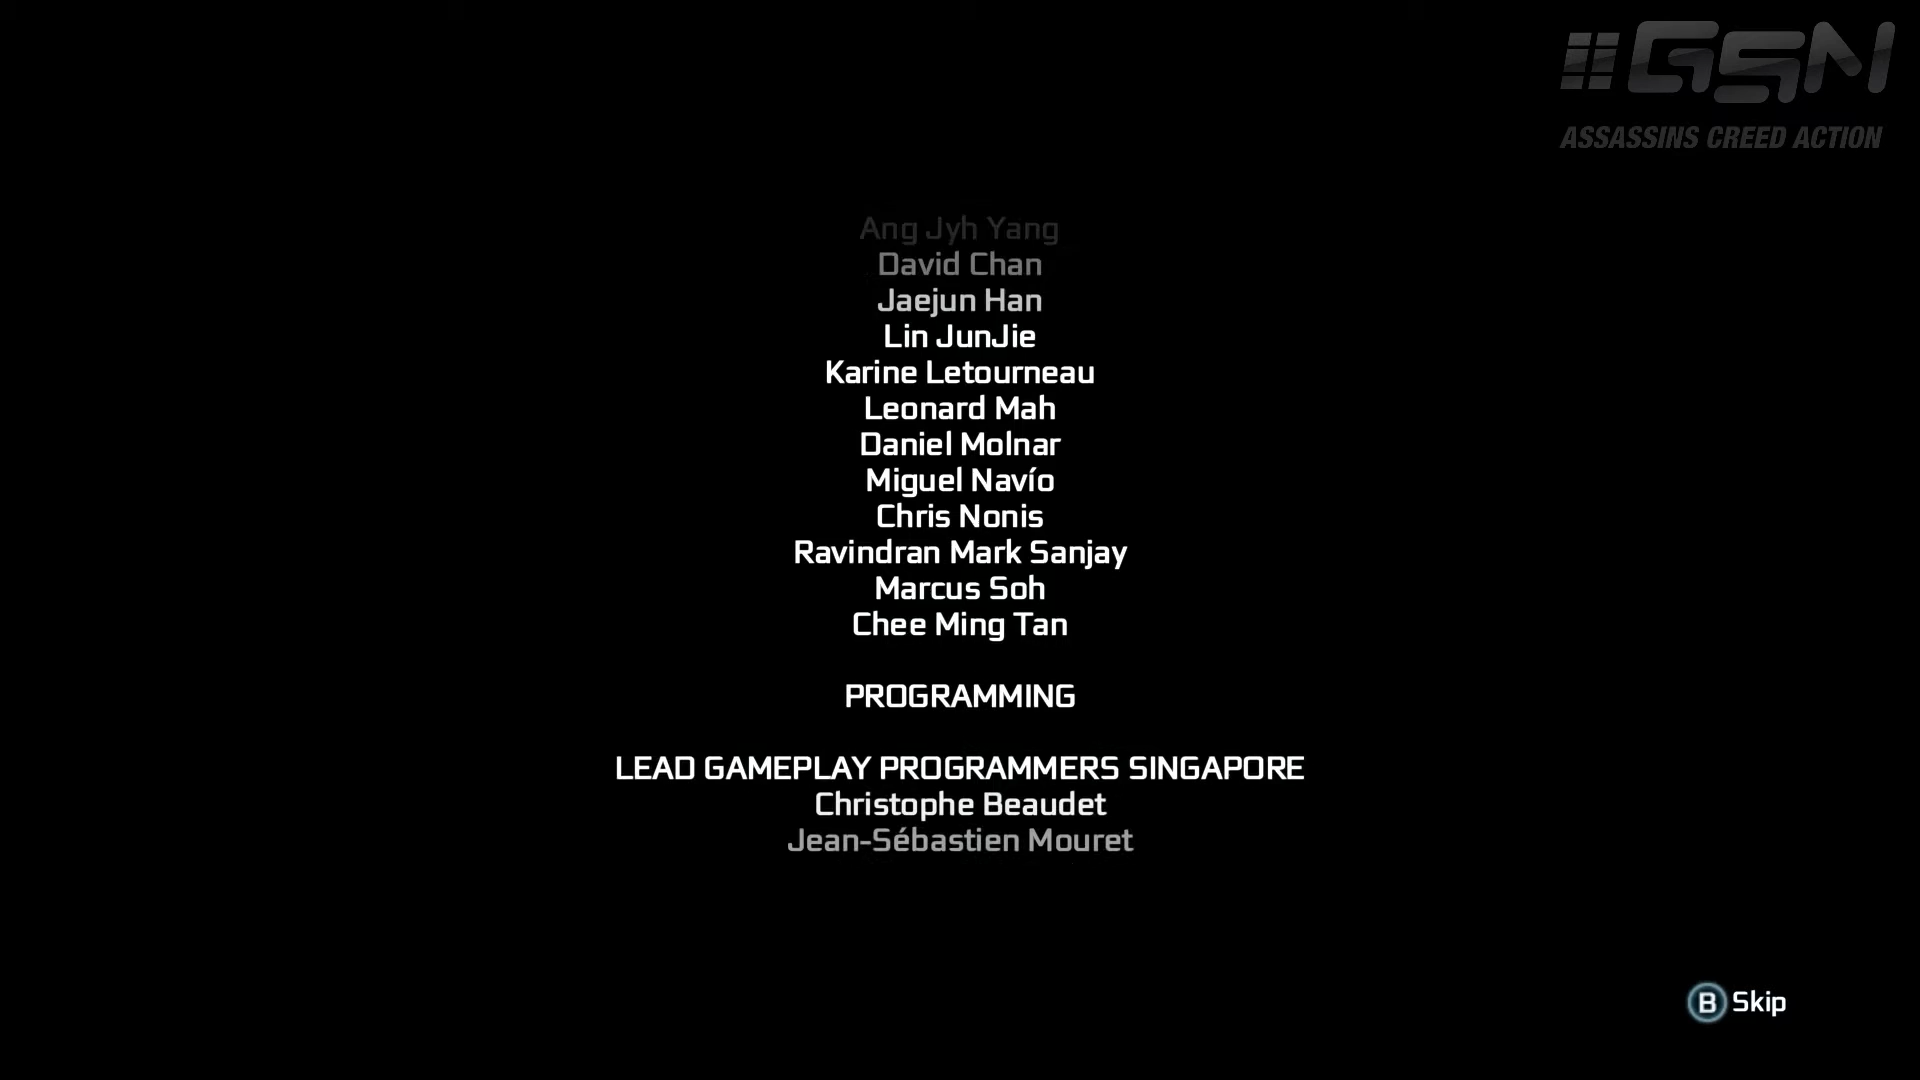 GSN
ASSASSINS CREED ACTION
Ang Jyh Yang
David Chan
Jaejun Han
Lin JunJie
Karine Letourneau
Leonard Mah
Daniel Molnar
Miguel Navío
Chris Nonis
Ravindran Mark Sanjay
Marcus Soh
Chee Ming Tan
PROGRAMMING
LEAD GAMEPLAY PROGRAMMERS SINGAPORE
Christophe Beaudet
Jean-Sébastien Mouret
B Skip